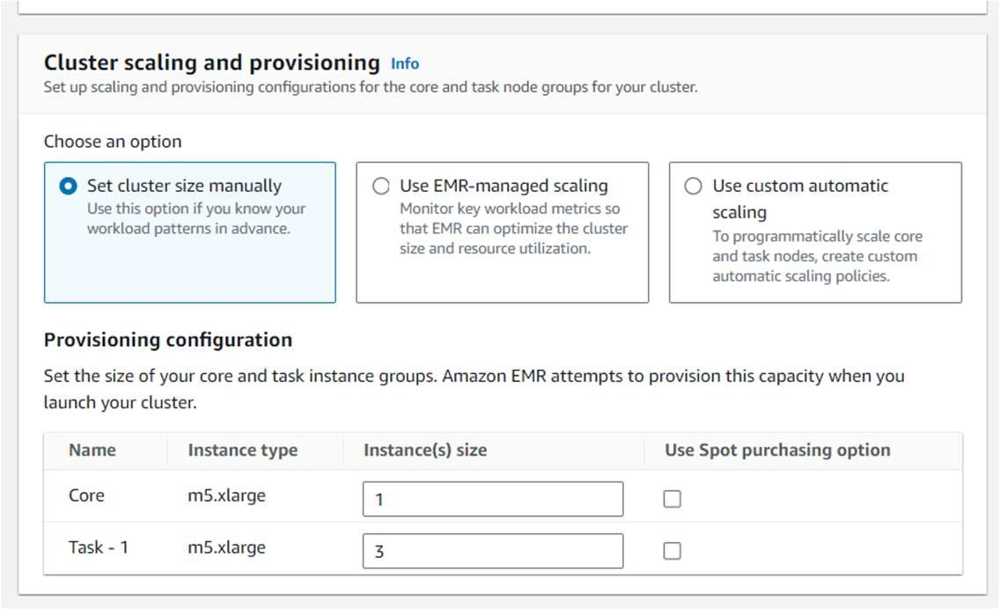 Cluster scaling and provisioning Info
Set up scaling and provisioning configurations for the core and task node groups for your cluster.
Choose an option
Set cluster size manually
Use this option if you know your
workload patterns in advance.
Use EMR-managed scaling
Monitor key workload metrics so
that EMR can optimize the cluster
size and resource utilization.
Use custom automatic
scaling
To programmatically scale core
and task nodes, create custom
automatic scaling policies.
Provisioning configuration
Set the size of your core and task instance groups. Amazon EMR attempts to provision this capacity when you
launch your cluster.
Name Instance type Instance(s) size Use Spot purchasing option
Core m5.xlarge 1
Task - 1 m5.xlarge 3